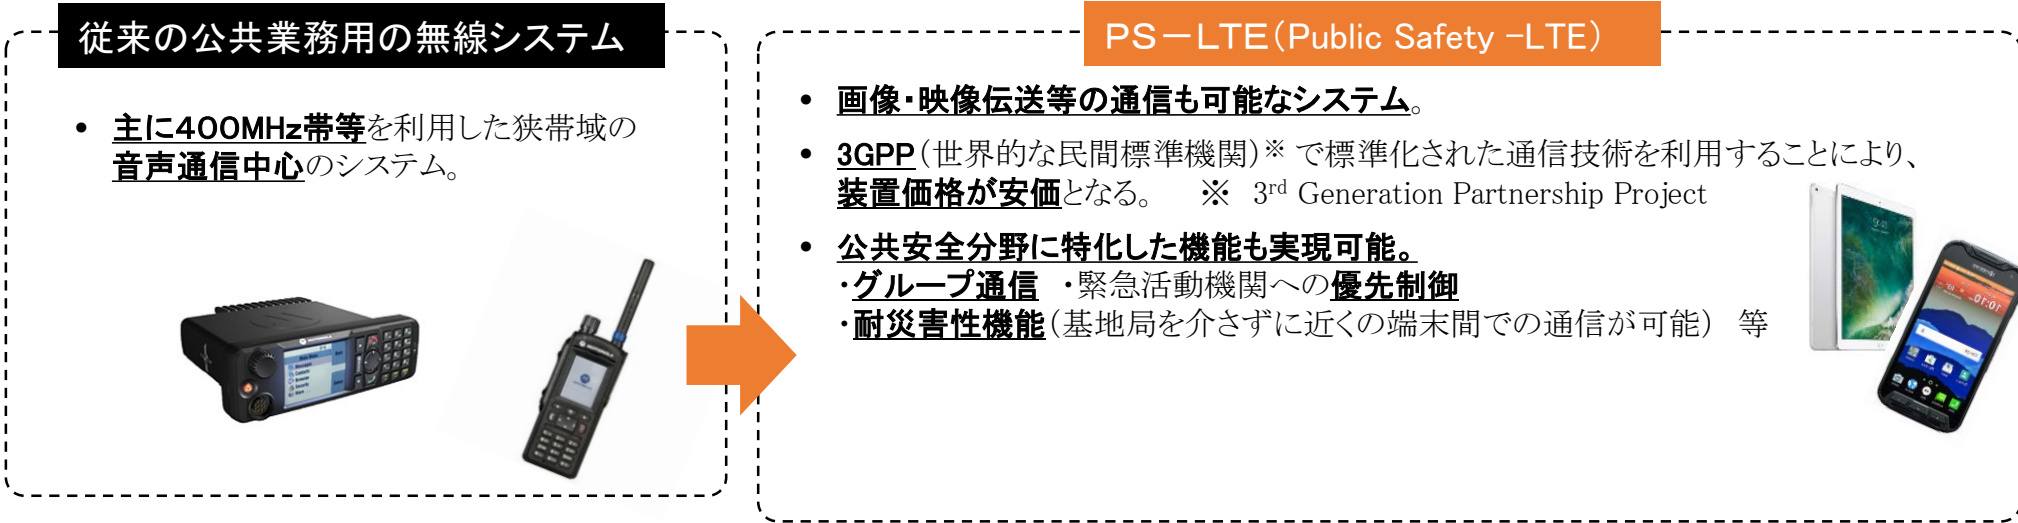 従来の公共業務用の無線システム
• 主に400MHz帯等を利用した狭帯域の
音声通信中心のシステム。
PS-LTE(Public Safety -LTE)
• 画像・映像伝送等の通信も可能なシステム。
• 3GPP(世界的な民間標準機関)※ で標準化された通信技術を利用することにより、
装置価格が安価となる。 ※ 3rd Generation Partnership Project
• 公共安全分野に特化した機能も実現可能。
・グループ通信 ・緊急活動機関への優先制御
・耐災害性機能(基地局を介さずに近くの端末間での通信が可能) 等